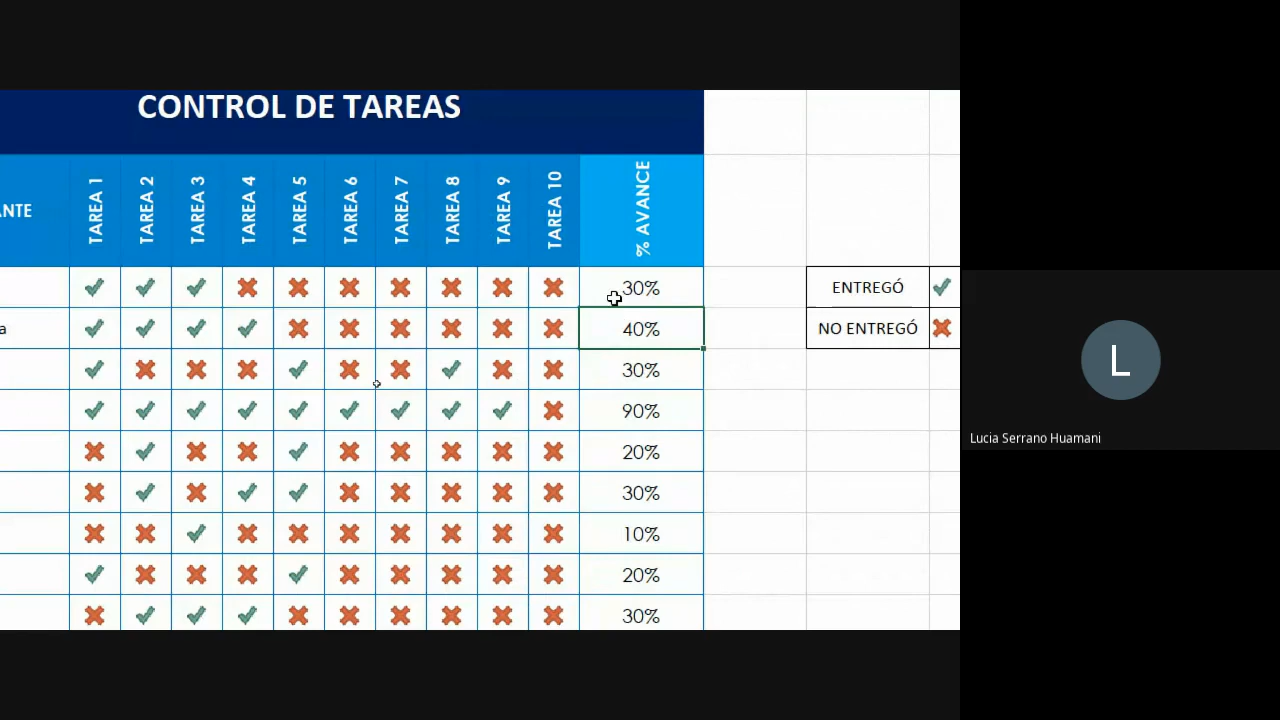 CONTROL DE TAREAS
ANTE TAREA 1 TAREA 2 TAREA 3 TAREA 4 TAREA 5 TAREA 6 TAREA 7 TAREA 8 TAREA 9 TAREA 10 % AVANCE
30% ENTREGÓ
a 40% NO ENTREGÓ
30%
90%
20%
30%
10%
20%
30%
L
Lucia Serrano Huamani